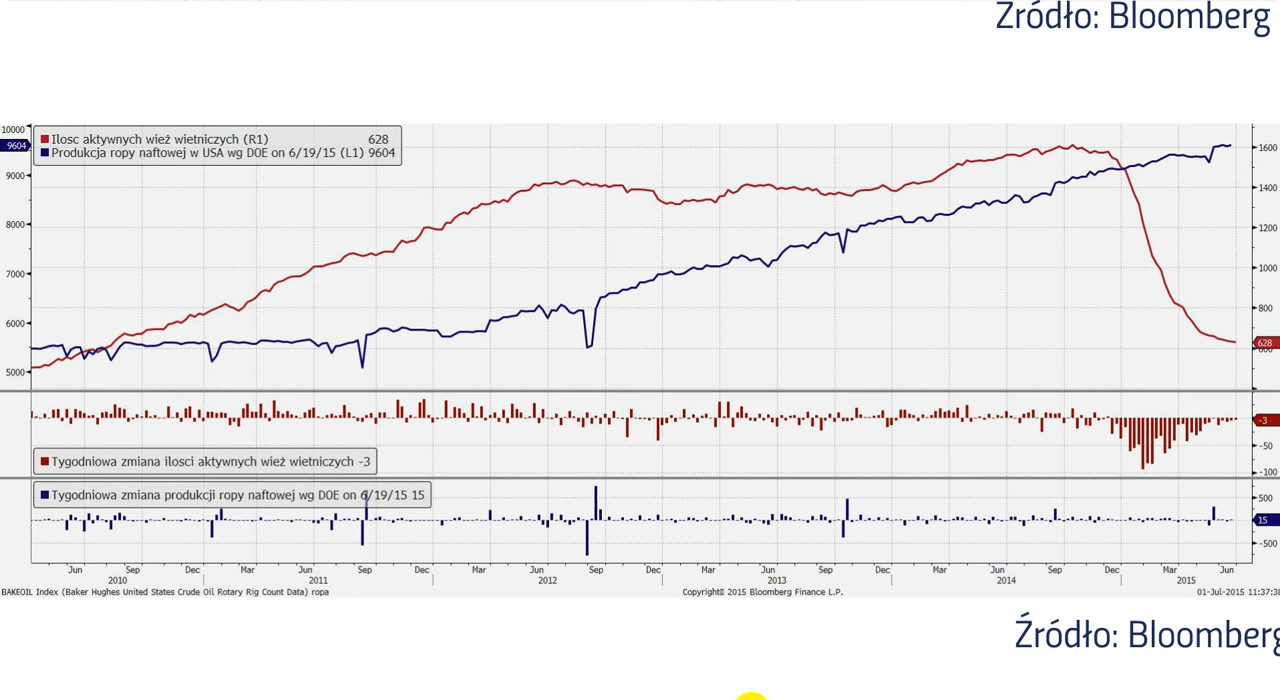 Źródło: Bloomberg
10000
9604
9000
8000
7000
6000
5000
Ilosc aktywnych wież wietniczych (R1) 628
Produkcja ropy naftowej w USA wg DOE on 6/19/15 (L1) 9604
1600
1400
1200
1000
800
628
600
Tygodniowa zmiana ilosci aktywnych wież wietniczych -3
-3
-50
-100
Tygodniowa zmiana produkcji ropy naftowej wg DOE on 6/19/15 15
500
15
-500
Jun Sep Dec Mar Jun Sep Dec Mar Jun Sep Dec Mar Jun Sep Dec Mar Jun Sep Dec Mar Jun
2010 2011 2012 2013 2014 2015
BAKEOIL Index (Baker Hughes United States Crude Oil Rotary Rig Count Data) ropa Copyright© 2015 Bloomberg Finance L.P. 01-Jul-2015 11:37:38
Źródło: Bloomberg